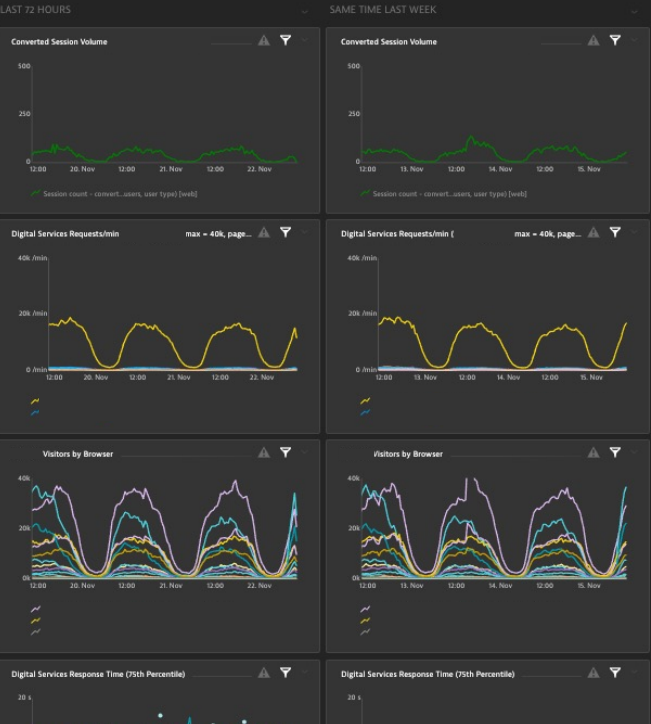 LAST 72 HOURS
SAME TIME LAST WEEK
Converted Session Volume
500
250
0
12:00 20. Nov 12:00 21. Nov 12:00 22. Nov
Session count - convert...users, user type) [web]
Converted Session Volume
500
250
0
12:00 13. Nov 12:00 14. Nov 12:00 15. Nov
Session count - convert...users, user type) [web]
Digital Services Requests/min max = 40k, page...
40k /min
20k /min
0 /min
12:00 20. Nov 12:00 21. Nov 12:00 22. Nov
Digital Services Requests/min ( max = 40k, page...
40k /min
20k /min
0 /min
12:00 13. Nov 12:00 14. Nov 12:00 15. Nov
Visitors by Browser
40k
20k
0k
12:00 20. Nov 12:00 21. Nov 12:00 22. Nov
Visitors by Browser
40k
20k
0k
12:00 13. Nov 12:00 14. Nov 12:00 15. Nov
Digital Services Response Time (75th Percentile)
20 s
Digital Services Response Time (75th Percentile)
20 s